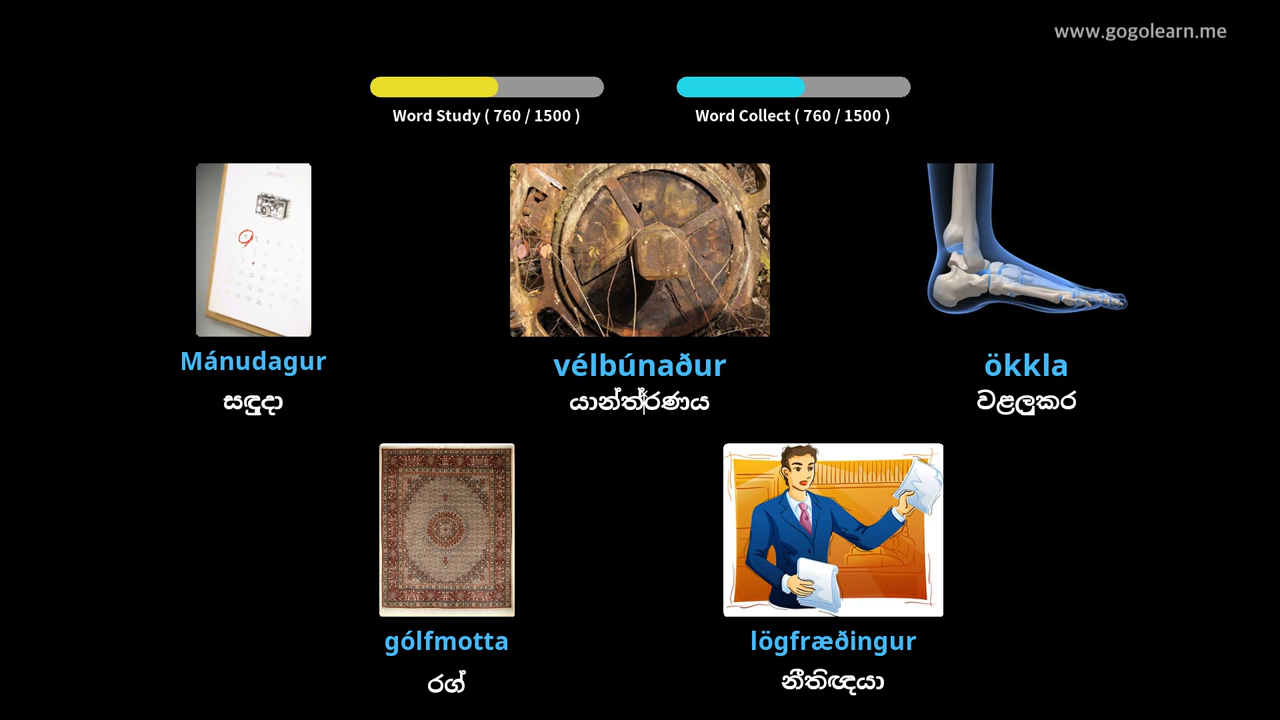 www.gogolearn.me
Word Study ( 760 / 1500 )
Word Collect ( 760 / 1500 )
Mánudagur
vélbúnaður
ökkla
සඳුදා
යාන්ත්‍රණය
වළලුකර
gólfmotta
lögfræðingur
රග්
නීතිඥයා